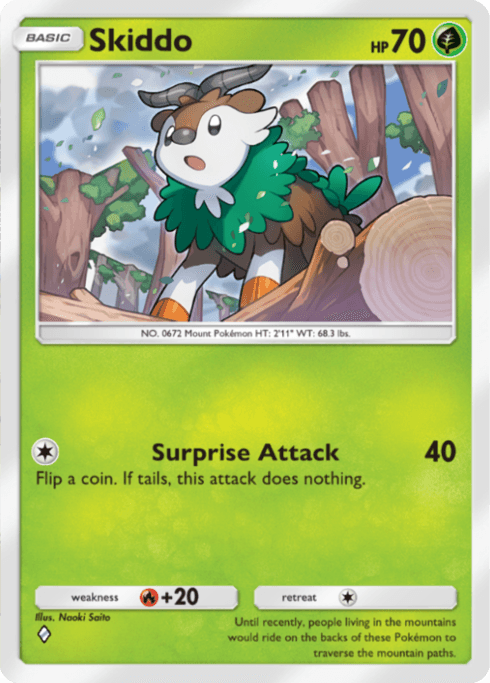 BASIC Skiddo HP 70
NO. 0672 Mount Pokémon HT: 2'11" WT: 68.3 lbs.
Surprise Attack 40
Flip a coin. If tails, this attack does nothing.
weakness +20 retreat
Illus. Naoki Saito
Until recently, people living in the mountains
would ride on the backs of these Pokémon to
traverse the mountain paths.